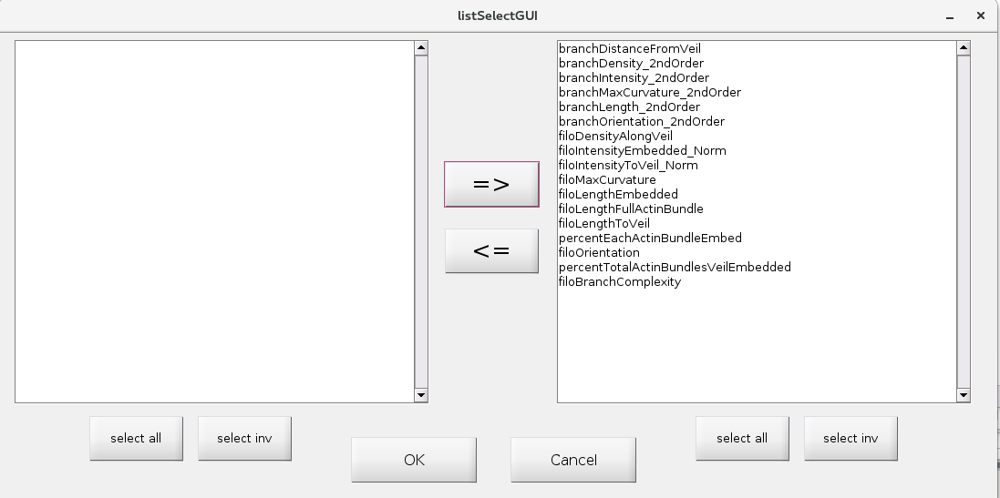 listSelectGUI
branchDistanceFromVeil
branchDensity_2ndOrder
branchIntensity_2ndOrder
branchMaxCurvature_2ndOrder
branchLength_2ndOrder
branchOrientation_2ndOrder
filoDensityAlongVeil
filoIntensityEmbedded_Norm
filoIntensityToVeil_Norm
filoMaxCurvature
filoLengthEmbedded
filoLengthFullActinBundle
filoLengthToVeil
percentEachActinBundleEmbed
filoOrientation
percentTotalActinBundlesVeilEmbedded
filoBranchComplexity
=>
<=
select all
select inv
OK
Cancel
select all
select inv